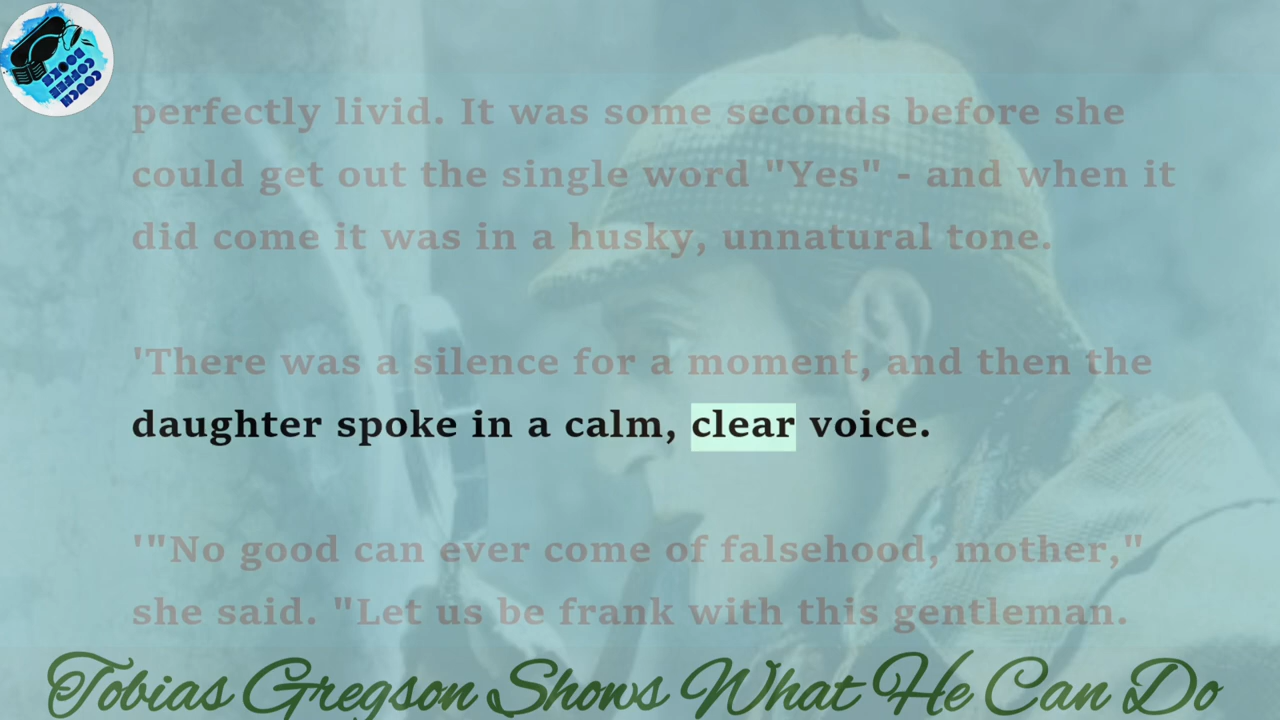 perfectly livid. It was some seconds before she
could get out the single word "Yes" - and when it
did come it was in a husky, unnatural tone.
'There was a silence for a moment, and then the
daughter spoke in a calm, clear voice.
'"No good can ever come of falsehood, mother,"
she said. "Let us be frank with this gentleman.
Tobias Gregson Shows What He Can Do
COUCH
COFFEE
BOOKS